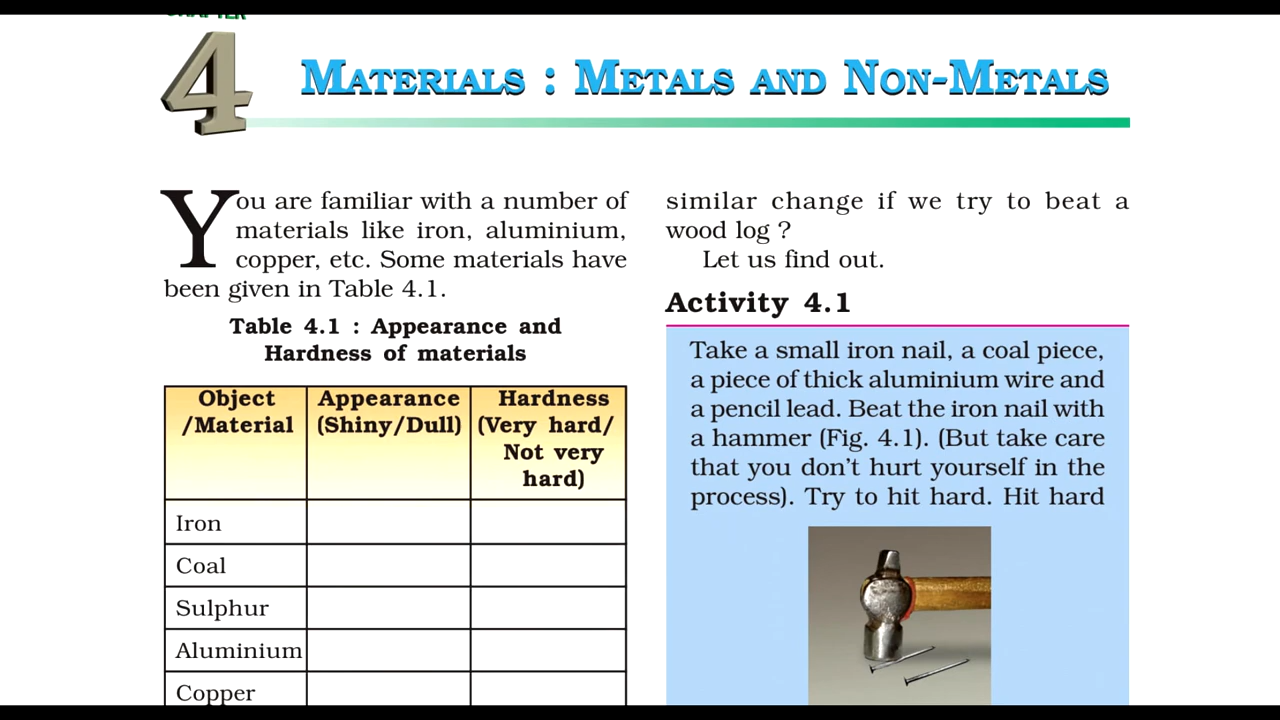 CHAPTER
4
MATERIALS : METALS AND NON-METALS
You are familiar with a number of
materials like iron, aluminium,
copper, etc. Some materials have
been given in Table 4.1.
Table 4.1 : Appearance and
Hardness of materials
Object
/Material
Appearance
(Shiny/Dull)
Hardness
(Very hard/
Not very
hard)
Iron
Coal
Sulphur
Aluminium
Copper
similar change if we try to beat a
wood log ?
Let us find out.
Activity 4.1
Take a small iron nail, a coal piece,
a piece of thick aluminium wire and
a pencil lead. Beat the iron nail with
a hammer (Fig. 4.1). (But take care
that you don't hurt yourself in the
process). Try to hit hard. Hit hard